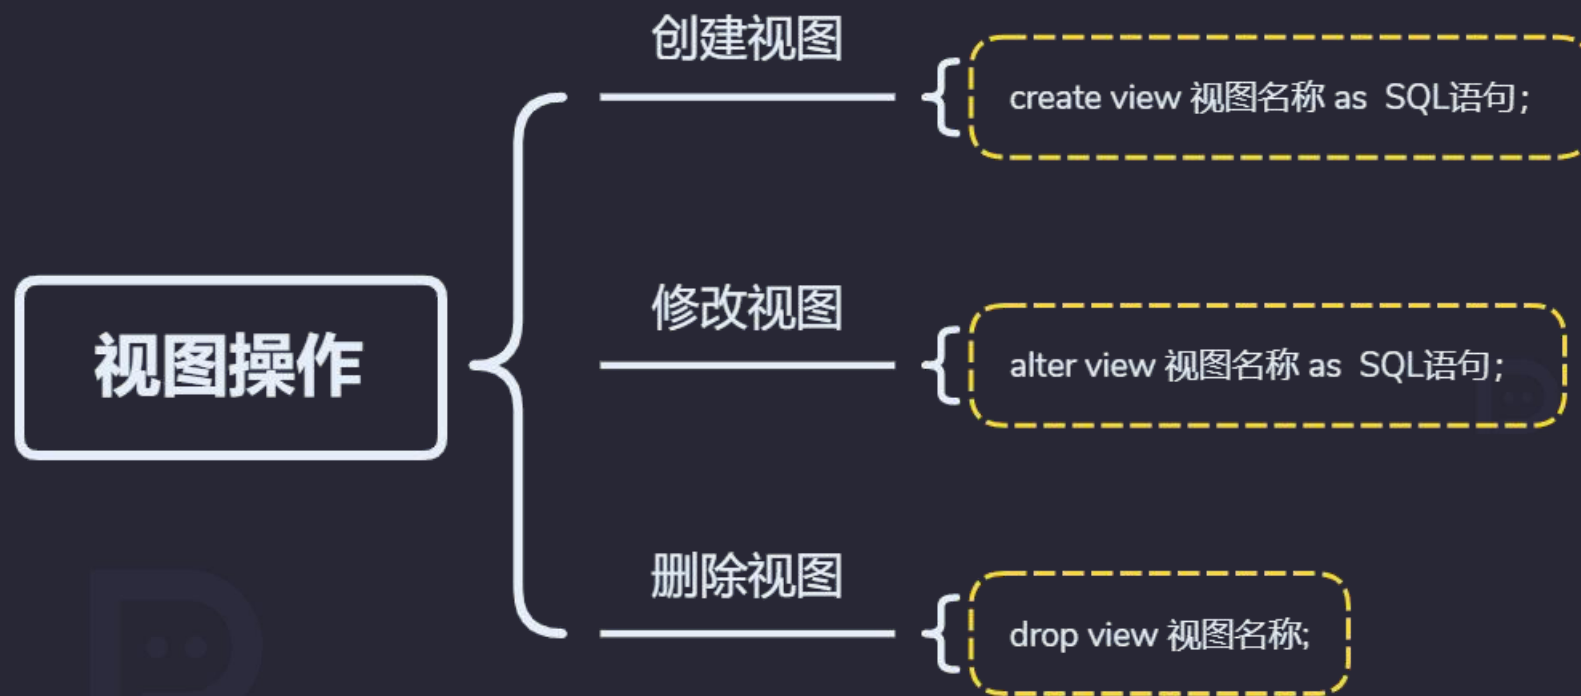 视图操作
创建视图
create view 视图名称 as  SQL语句；
修改视图
alter view 视图名称 as  SQL语句；
删除视图
drop view 视图名称;